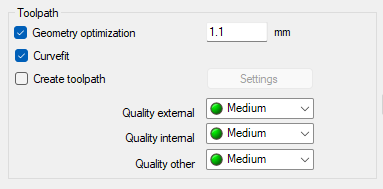 Toolpath
Geometry optimization 1.1 mm
Curvefit
Create toolpath Settings
Quality external Medium
Quality internal Medium
Quality other Medium